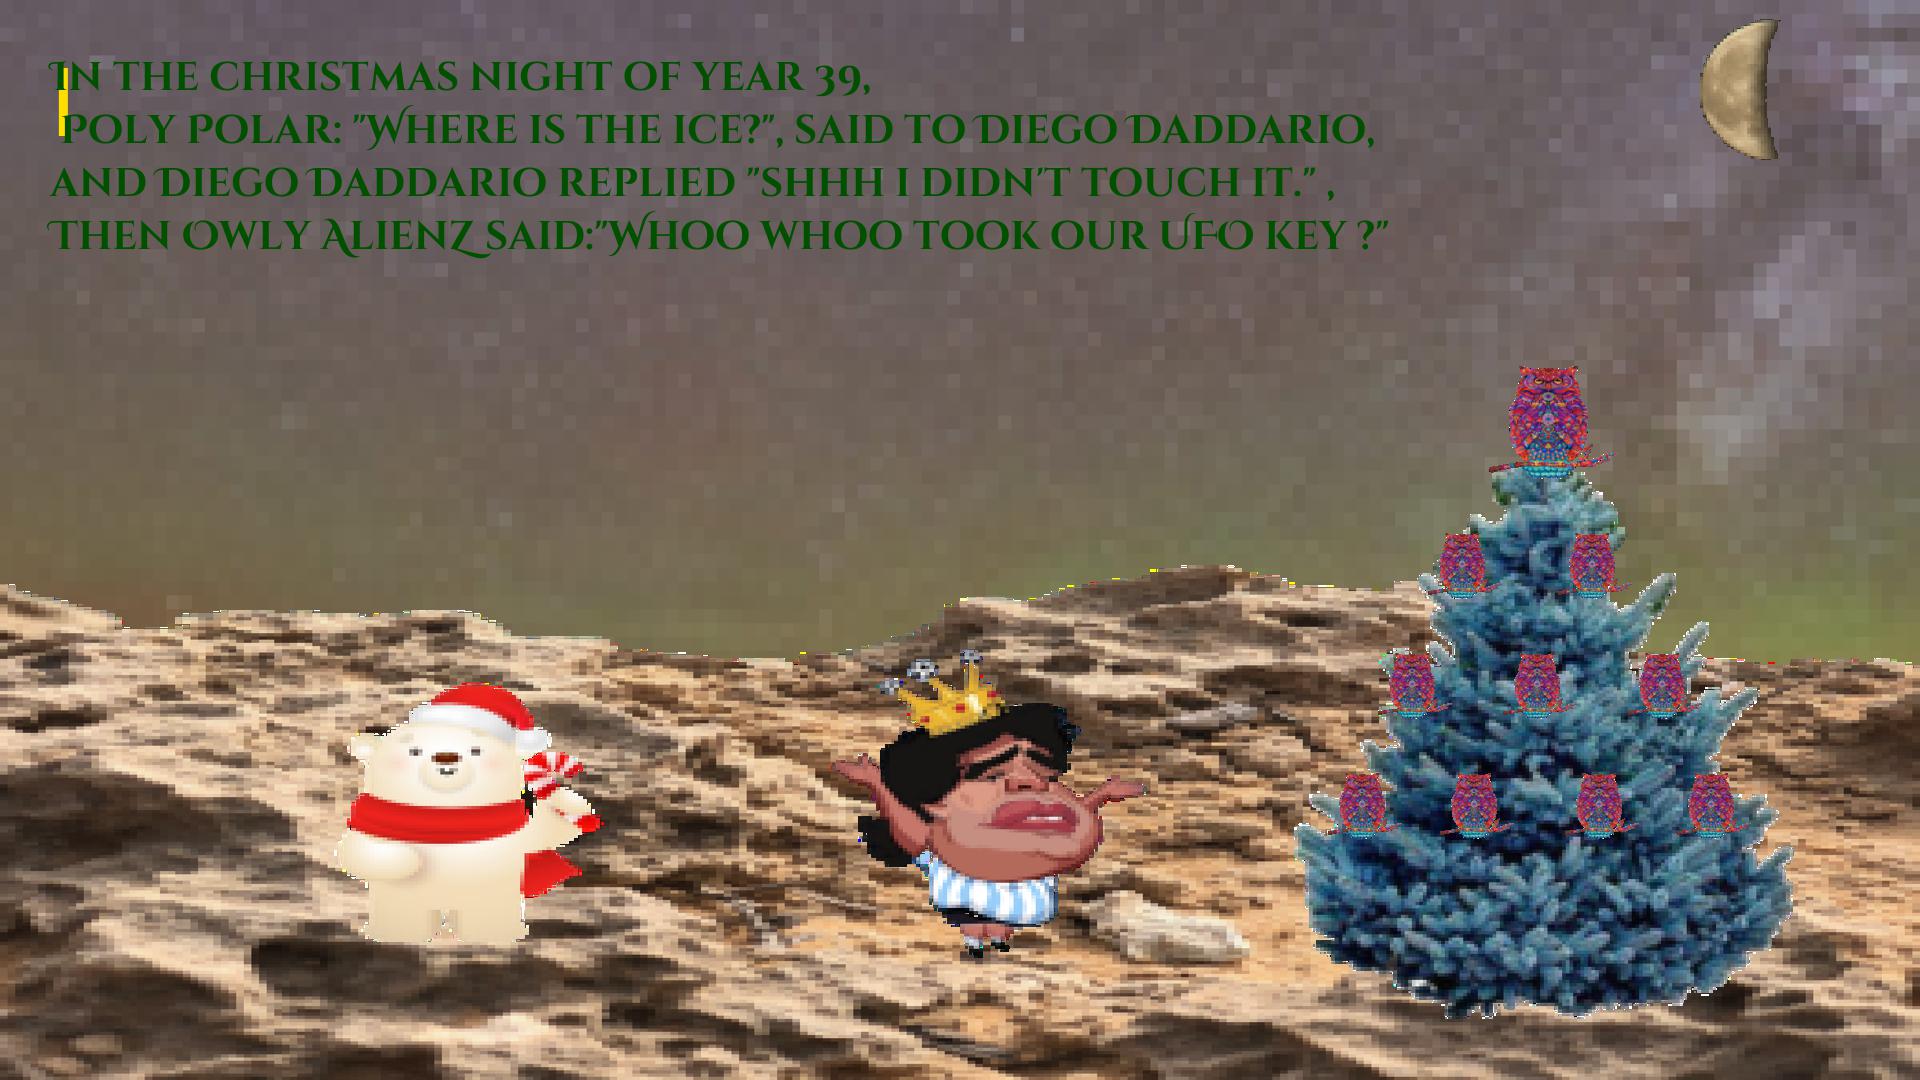 In the Christmas night of year 39,
Poly Polar: "Where is the ice?", said to Diego Daddario,
and Diego Daddario replied "shhh I didn't touch it." ,
Then Owly AlienZ said:"Whoo whoo took our UFO key ?"